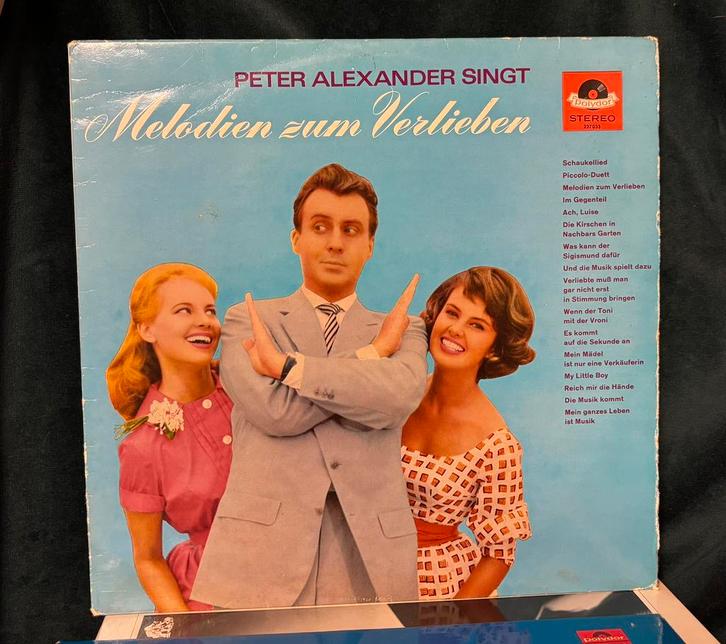 PETER ALEXANDER SINGT
Melodien zum Verlieben
Polydor
STEREO
237 033
Schaukellied
Piccolo-Duett
Melodien zum Verlieben
Im Gegenteil
Ach, Luise
Die Kirschen in
Nachbars Garten
Was kann der
Sigismund dafür
Und die Musik spielt dazu
Verliebte muß man
gar nicht erst
in Stimmung bringen
Wenn der Toni
mit der Vroni
Es kommt
auf die Sekunde an
Mein Mädel
ist nur eine Verkäuferin
My Little Boy
Reich mir die Hände
Die Musik kommt
Mein ganzes Leben
ist Musik
Polydor